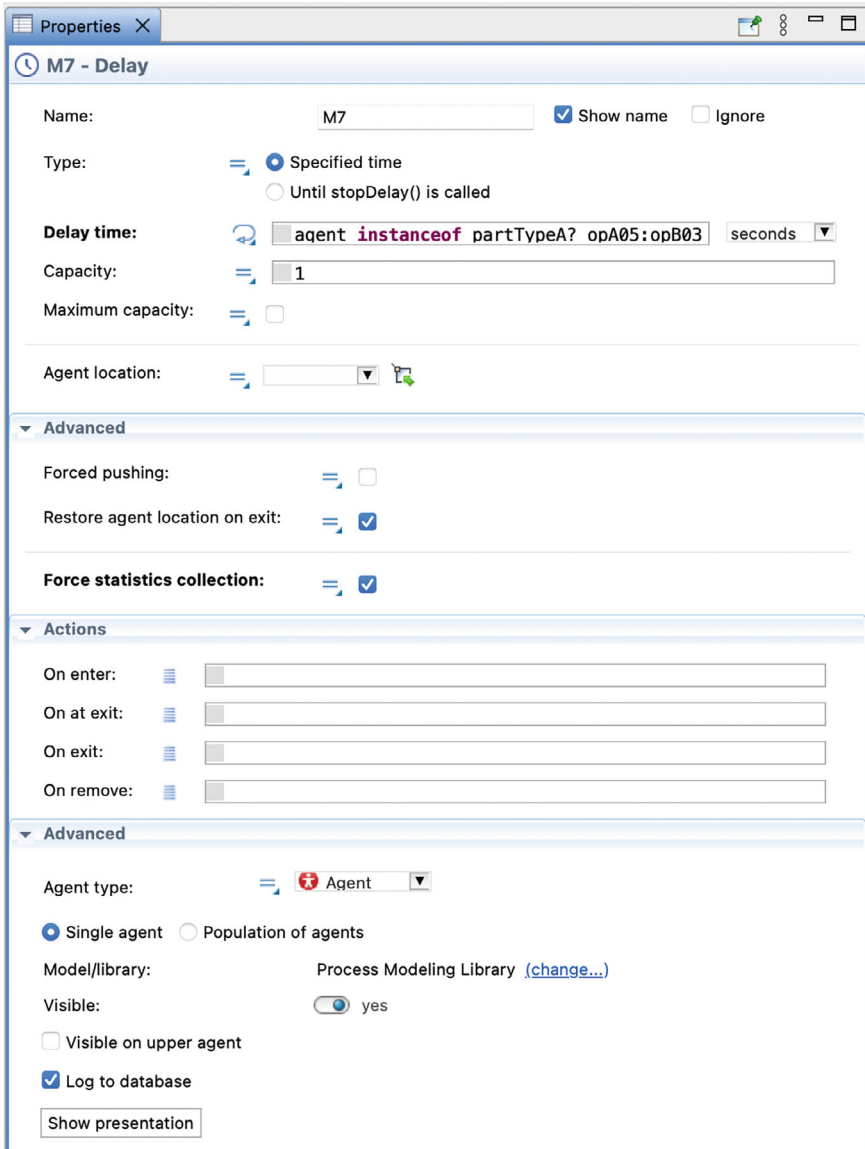 Properties
M7 - Delay
Name: M7 Show name Ignore
Type: Specified time
Until stopDelay() is called
Delay time: agent instanceof partTypeA? opA05:opB03 seconds
Capacity: 1
Maximum capacity:
Agent location:
Advanced
Forced pushing:
Restore agent location on exit:
Force statistics collection:
Actions
On enter:
On at exit:
On exit:
On remove:
Advanced
Agent type: Agent
Single agent Population of agents
Model/library: Process Modeling Library (change...)
Visible: yes
Visible on upper agent
Log to database
Show presentation